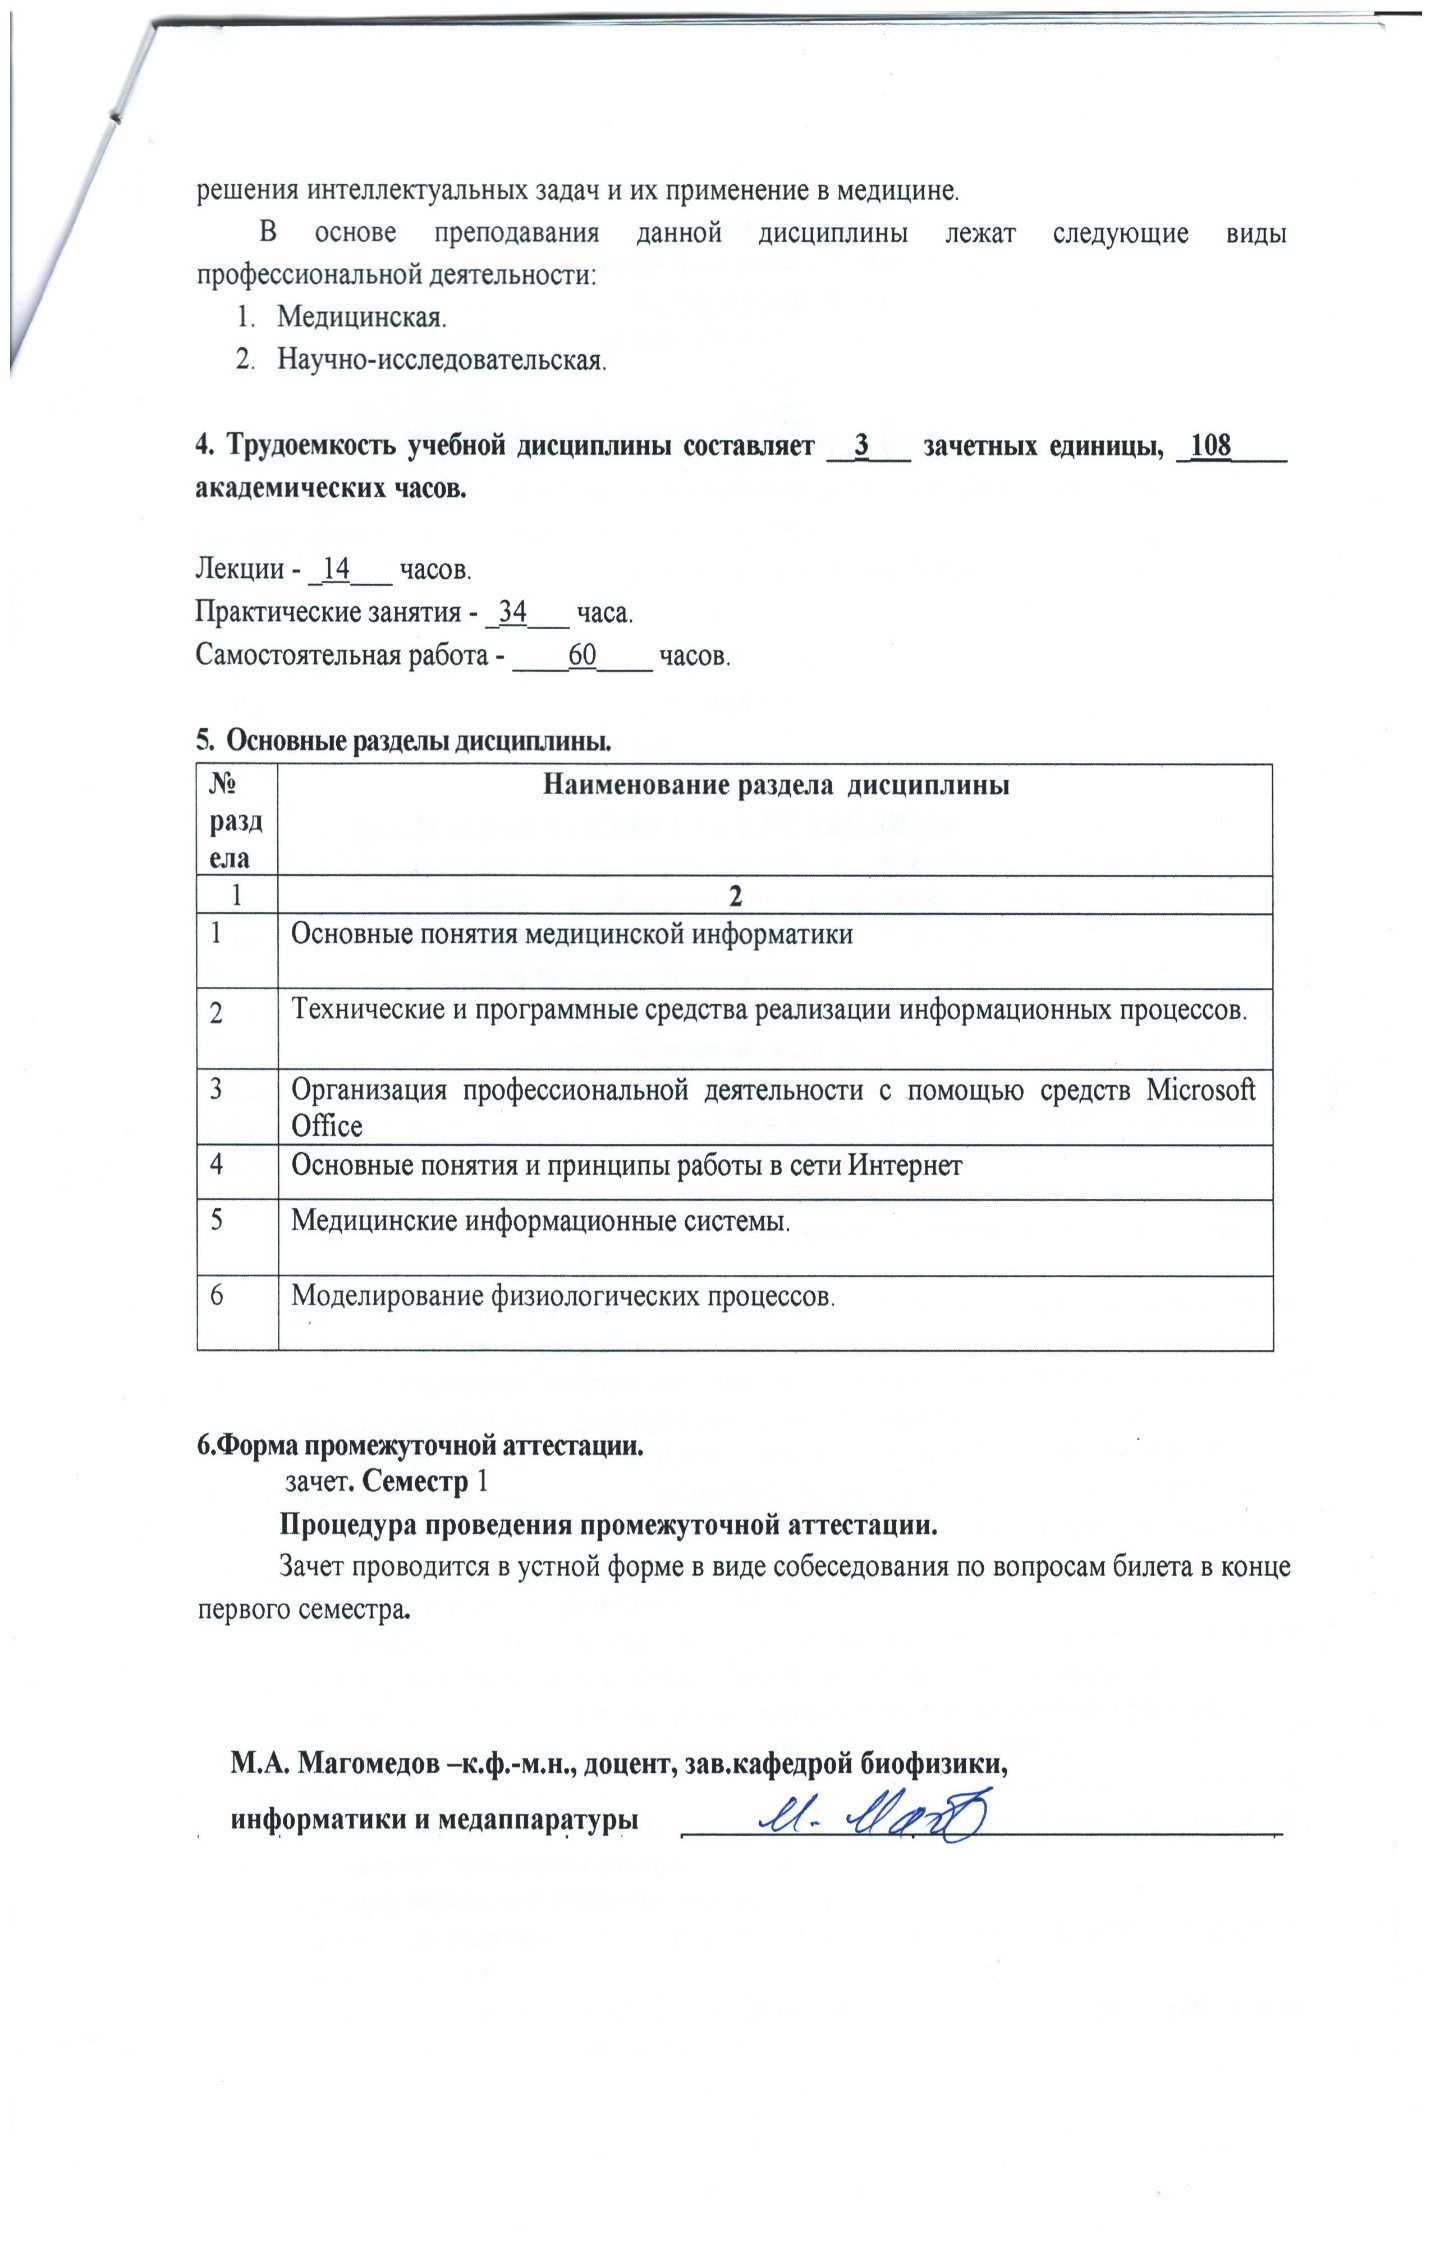 решения интеллектуальных задач и их применение в медицине.
В основе преподавания данной дисциплины лежат следующие виды
профессиональной деятельности:
1. Медицинская.
2. Научно-исследовательская.
4. Трудоемкость учебной дисциплины составляет __3___ зачетных единицы, _108____
академических часов.
Лекции - _14___ часов.
Практические занятия - _34___ часа.
Самостоятельная работа - ____60____ часов.
5. Основные разделы дисциплины.
№ Наименование раздела дисциплины
разд
ела
1 2
1 Основные понятия медицинской информатики
2 Технические и программные средства реализации информационных процессов.
3 Организация профессиональной деятельности с помощью средств Microsoft
Office
4 Основные понятия и принципы работы в сети Интернет
5 Медицинские информационные системы.
6 Моделирование физиологических процессов.
6.Форма промежуточной аттестации.
зачет. Семестр 1
Процедура проведения промежуточной аттестации.
Зачет проводится в устной форме в виде собеседования по вопросам билета в конце
первого семестра.
М.А. Магомедов –к.ф.-м.н., доцент, зав.кафедрой биофизики,
информатики и медаппаратуры